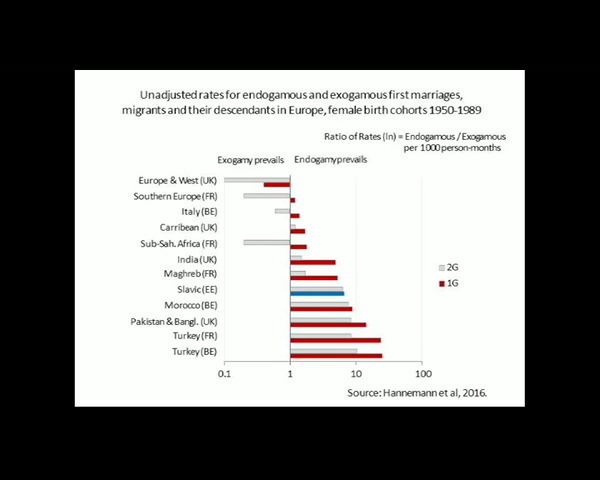 Unadjusted rates for endogamous and exogamous first marriages,
migrants and their descendants in Europe, female birth cohorts 1950-1989
Ratio of Rates (ln) = Endogamous / Exogamous
per 1000 person-months
Exogamy prevails
Endogamy prevails
Europe & West (UK)
Southern Europe (FR)
Italy (BE)
Carribean (UK)
Sub-Sah. Africa (FR)
India (UK)
Maghreb (FR)
Slavic (EE)
Morocco (BE)
Pakistan & Bangl. (UK)
Turkey (FR)
Turkey (BE)
2G
1G
0.1
1
10
100
Source: Hannemann et al, 2016.